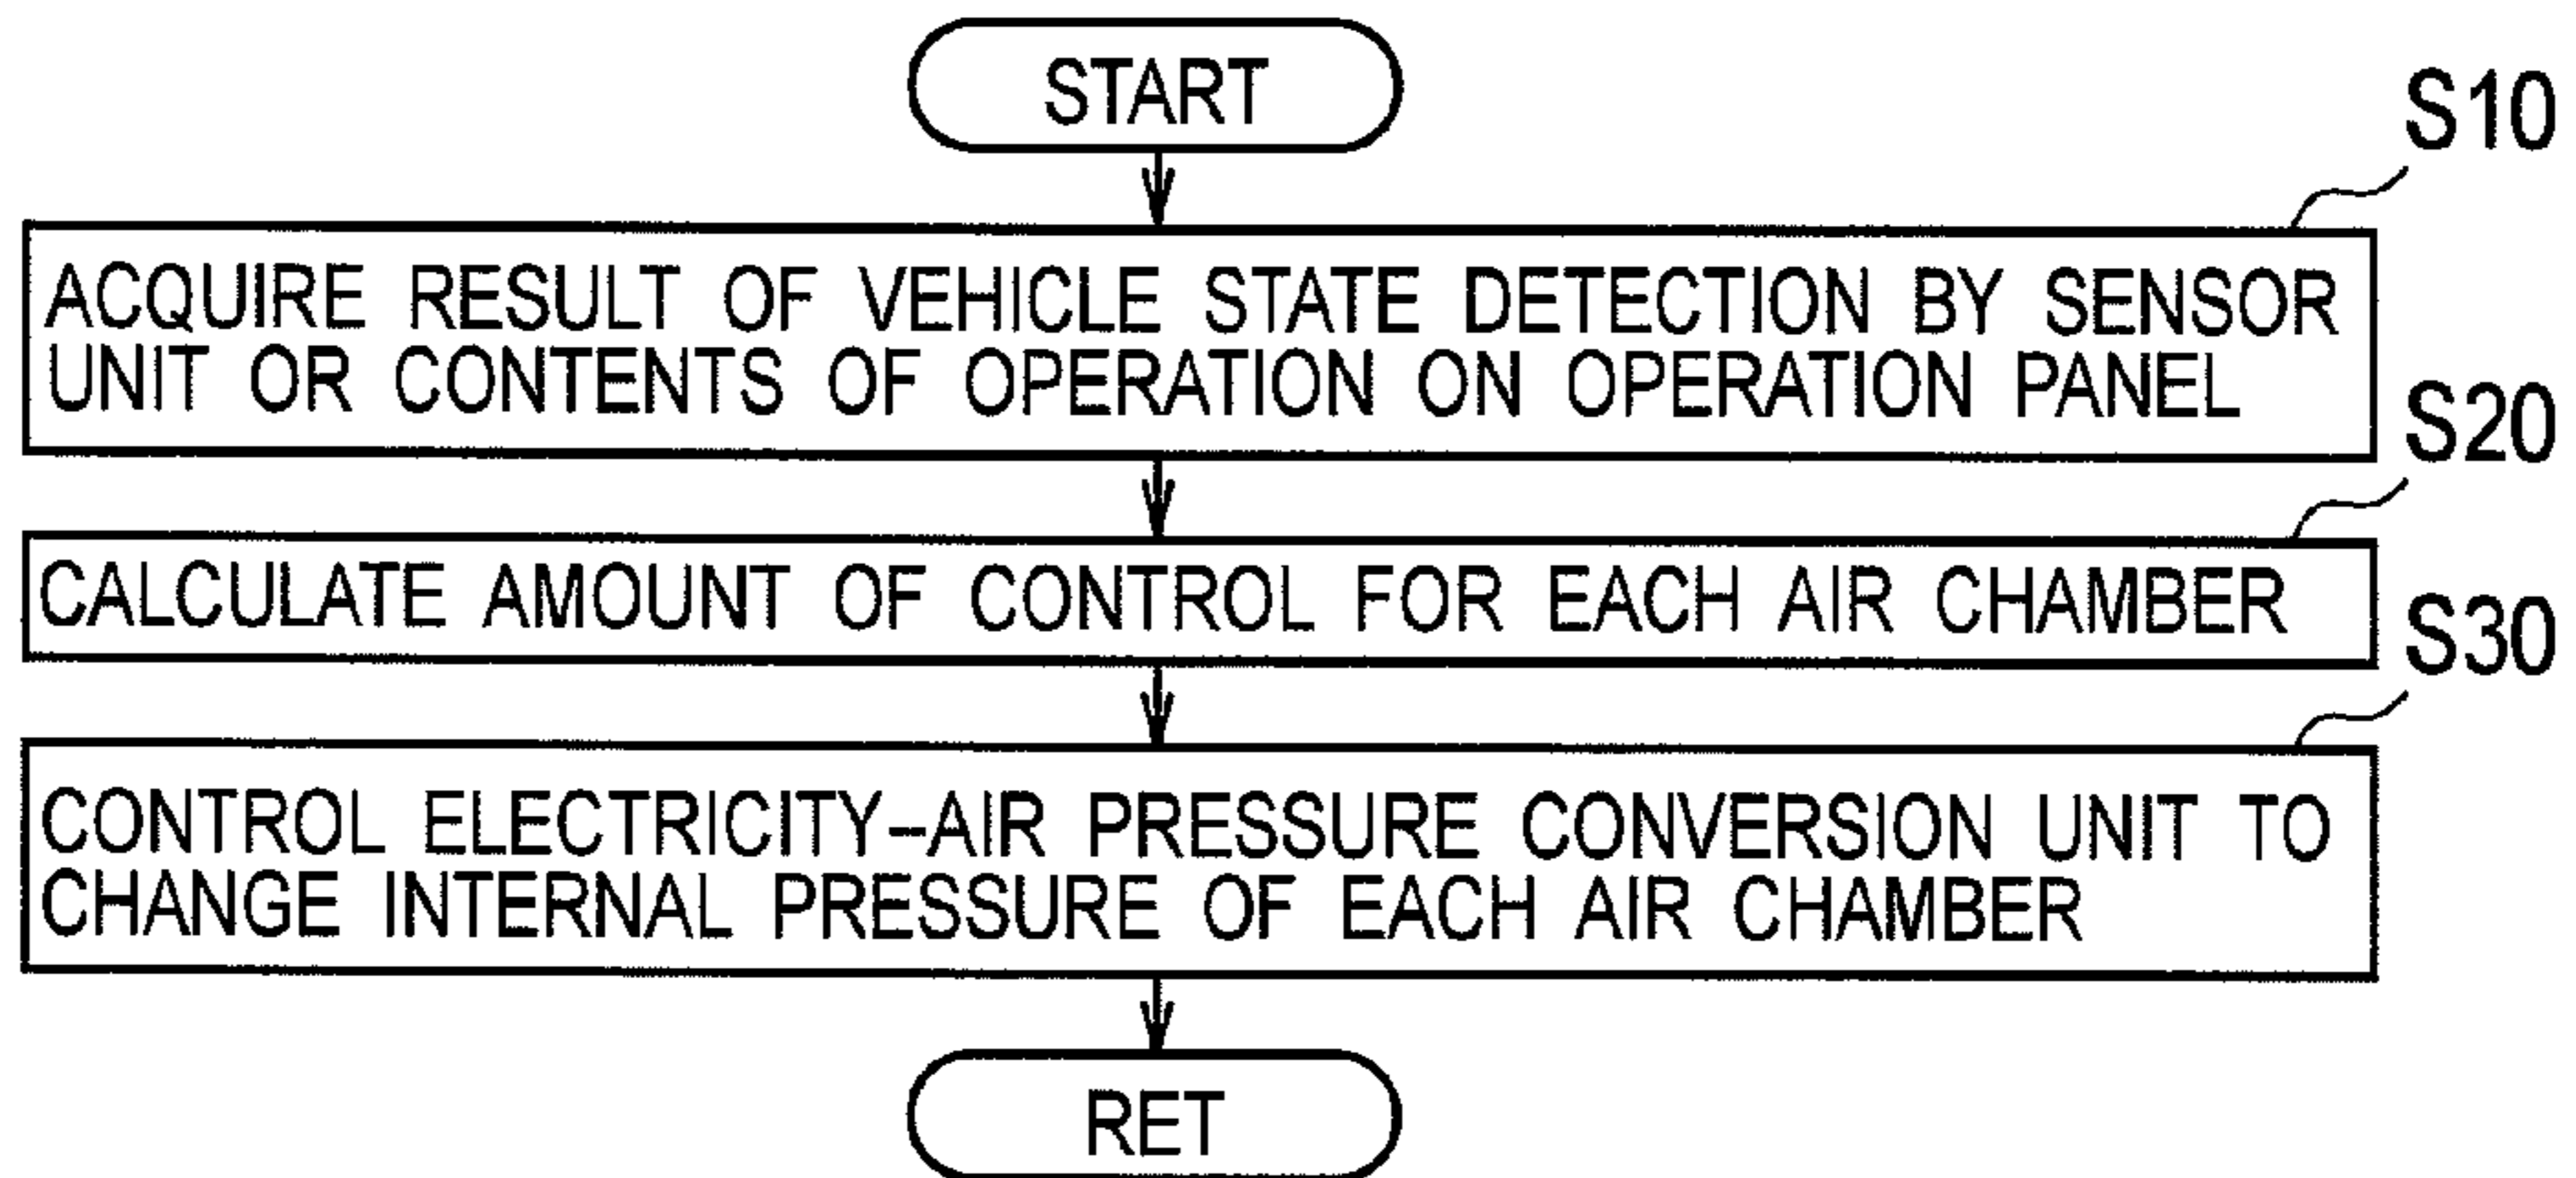 START
S10
ACQUIRE RESULT OF VEHICLE STATE DETECTION BY SENSOR
UNIT OR CONTENTS OF OPERATION ON OPERATION PANEL
S20
CALCULATE AMOUNT OF CONTROL FOR EACH AIR CHAMBER
S30
CONTROL ELECTRICITY-AIR PRESSURE CONVERSION UNIT TO
CHANGE INTERNAL PRESSURE OF EACH AIR CHAMBER
RET